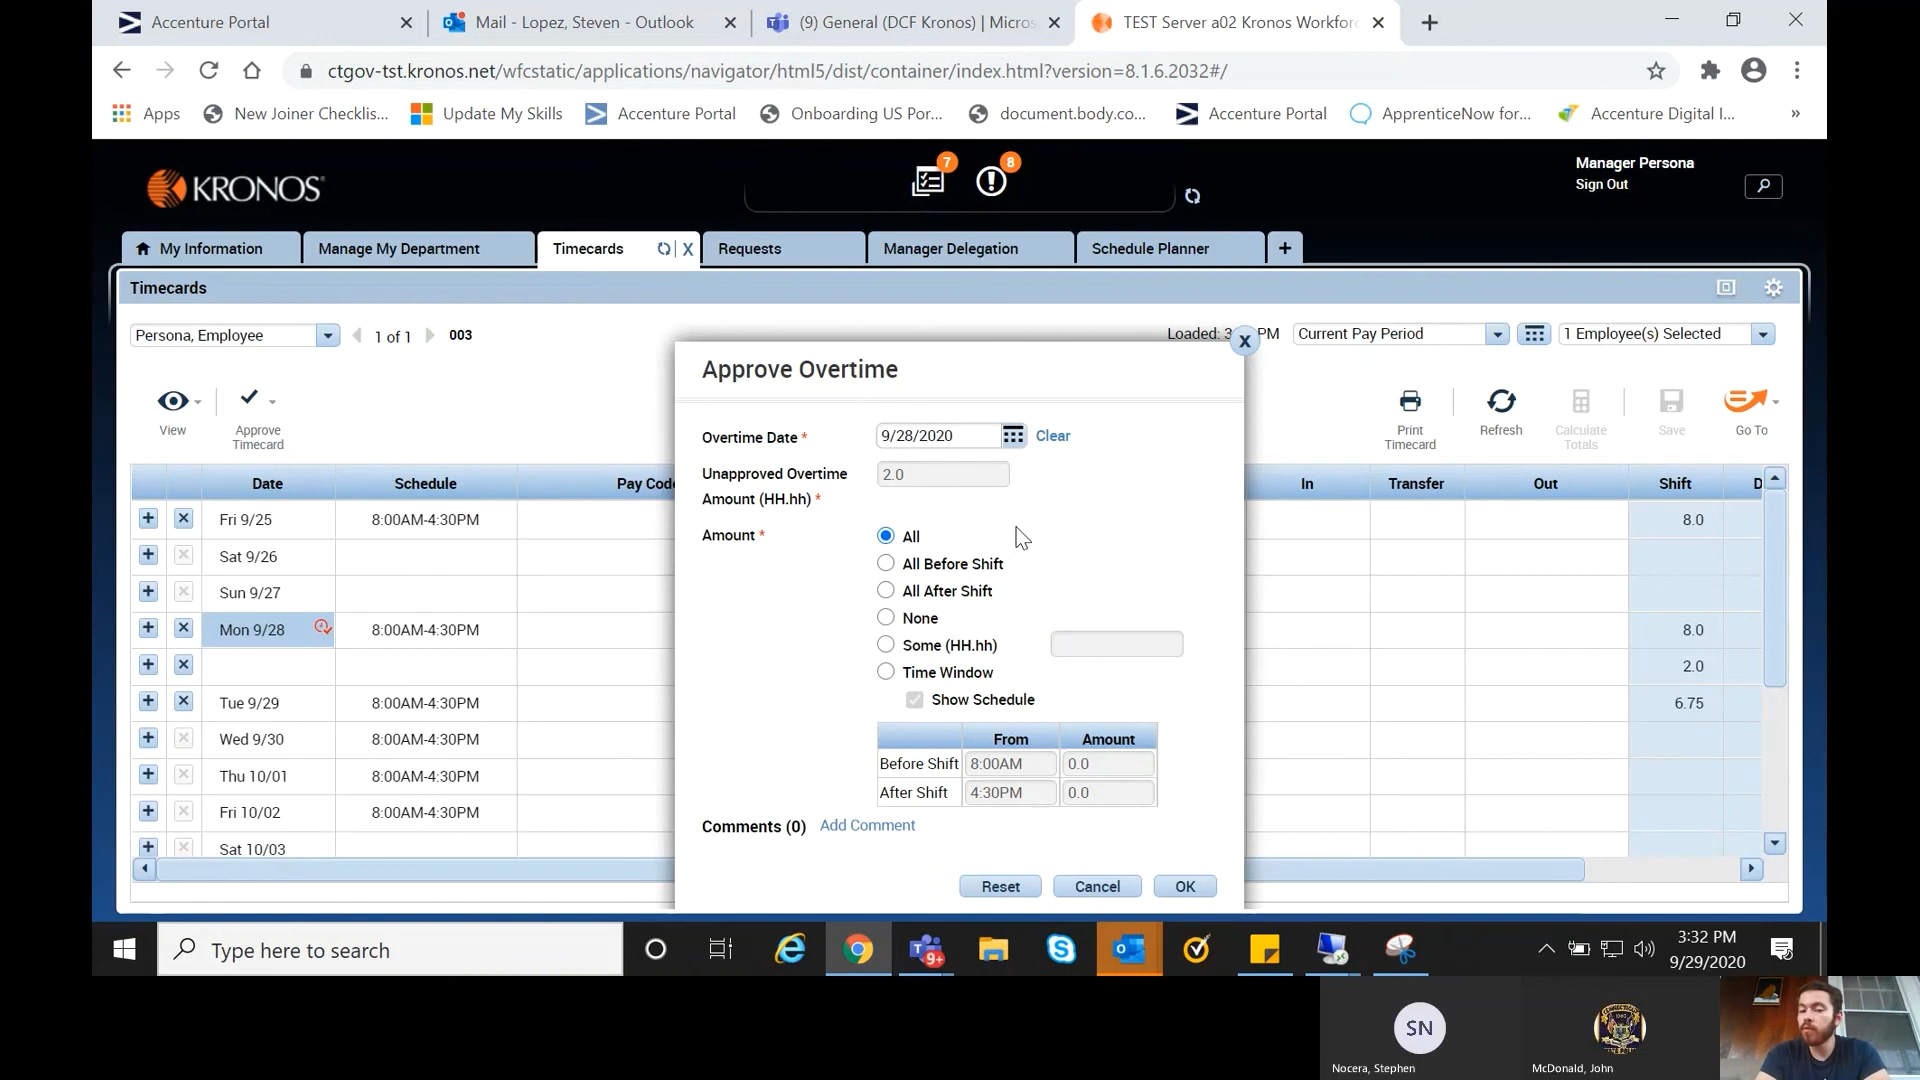 Accenture Portal
Mail - Lopez, Steven - Outlook
(9) General (DCF Kronos) | Micros
TEST Server a02 Kronos Workforc
ctgov-tst.kronos.net/wfcstatic/applications/navigator/html5/dist/container/index.html?version=8.1.6.2032#/
Apps
New Joiner Checklis...
Update My Skills
Accenture Portal
Onboarding US Por...
document.body.co...
Accenture Portal
ApprenticeNow for...
Accenture Digital I...
»
KRONOS
7
8
Manager Persona
Sign Out
My Information
Manage My Department
Timecards
X
Requests
Manager Delegation
Schedule Planner
+
Timecards
Persona, Employee
1 of 1
003
Loaded: 3
PM
Current Pay Period
1 Employee(s) Selected
View
Approve
Timecard
Print
Timecard
Refresh
Calculate
Totals
Save
Go To
Date Schedule Pay Code In Transfer Out Shift D
Fri 9/25 8:00AM-4:30PM 8.0
Sat 9/26
Sun 9/27
Mon 9/28 8:00AM-4:30PM 8.0
2.0
Tue 9/29 8:00AM-4:30PM 6.75
Wed 9/30 8:00AM-4:30PM
Thu 10/01 8:00AM-4:30PM
Fri 10/02 8:00AM-4:30PM
Sat 10/03
X
Approve Overtime
Overtime Date * 9/28/2020 Clear
Unapproved Overtime 2.0
Amount (HH.hh) *
Amount * All
All Before Shift
All After Shift
None
Some (HH.hh)
Time Window
Show Schedule
From Amount
Before Shift 8:00AM 0.0
After Shift 4:30PM 0.0
Comments (0) Add Comment
Reset Cancel OK
Type here to search
9+
3:32 PM
9/29/2020
SN
Nocera, Stephen
McDonald, John